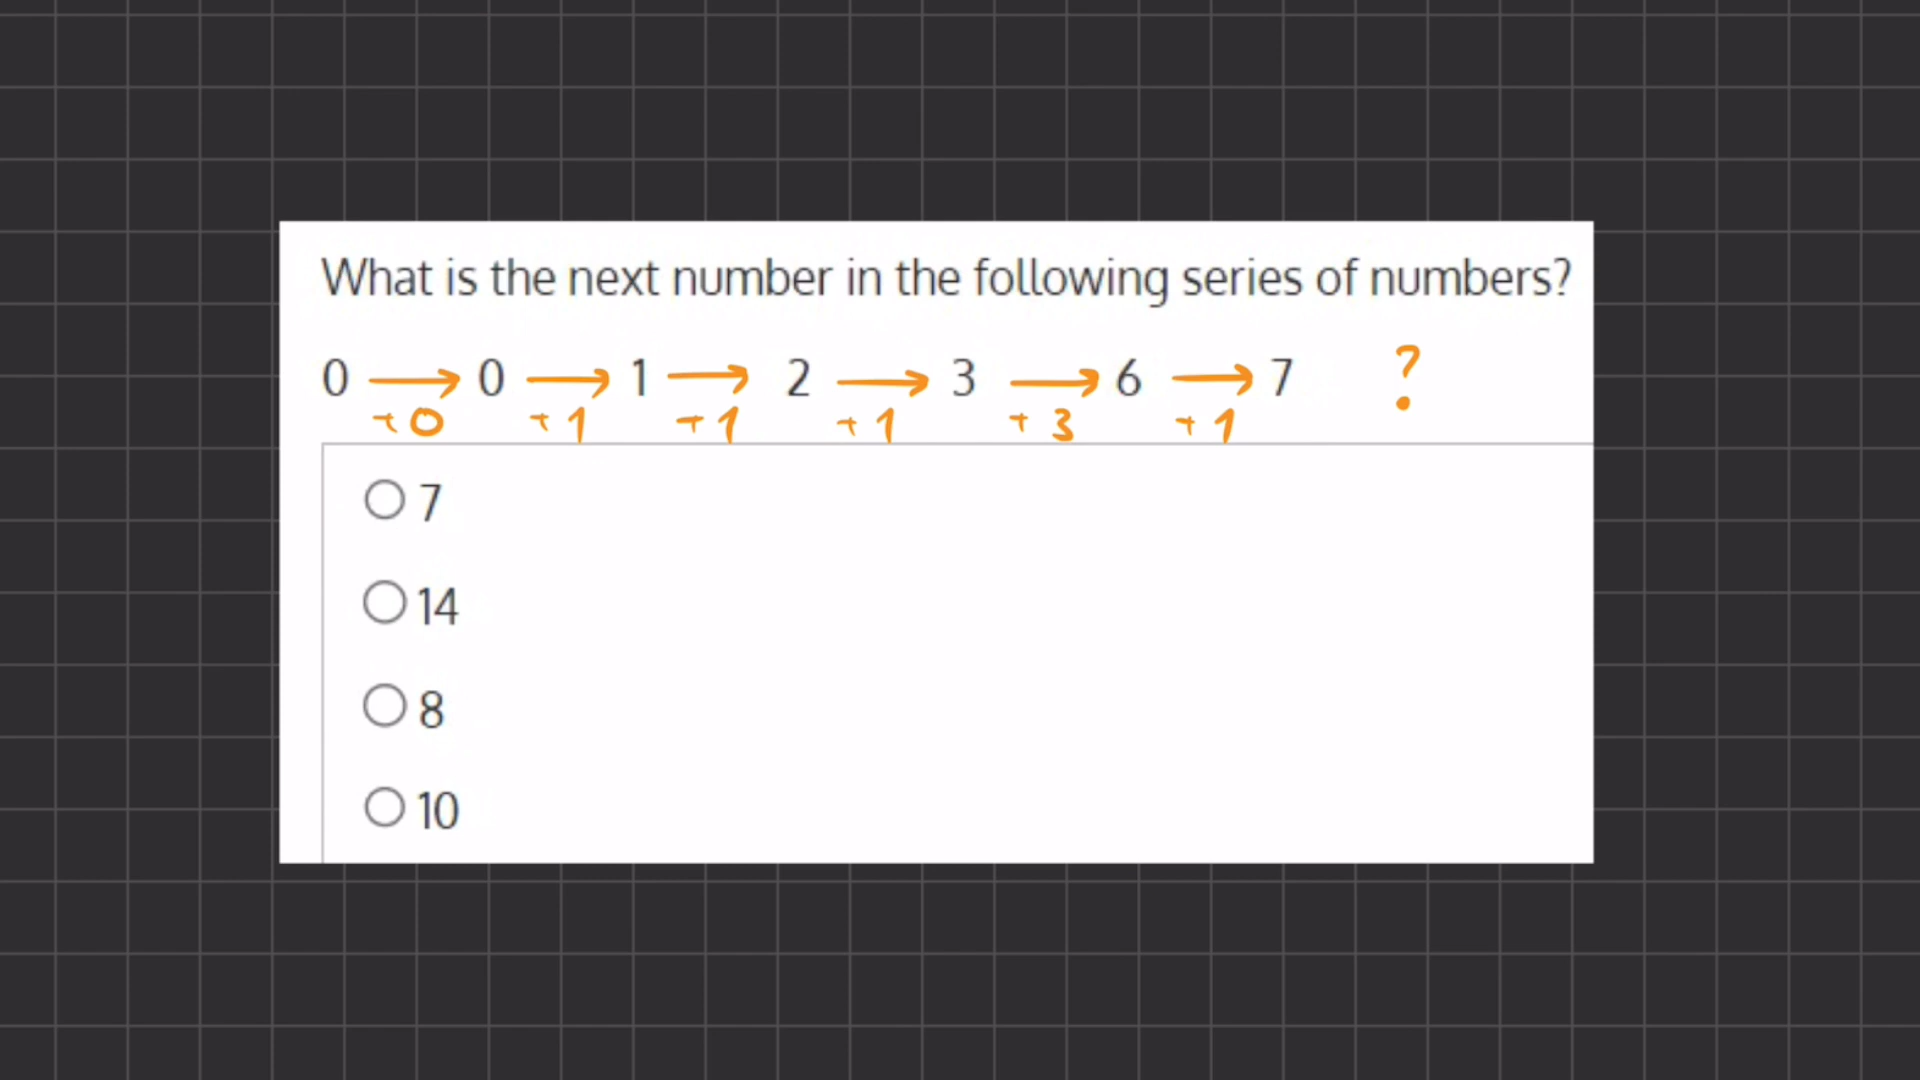 What is the next number in the following series of numbers?
0 → 0 → 1 → 2 → 3 → 6 → 7 ?
+0 +1 +1 +1 +3 +1
7
14
8
10